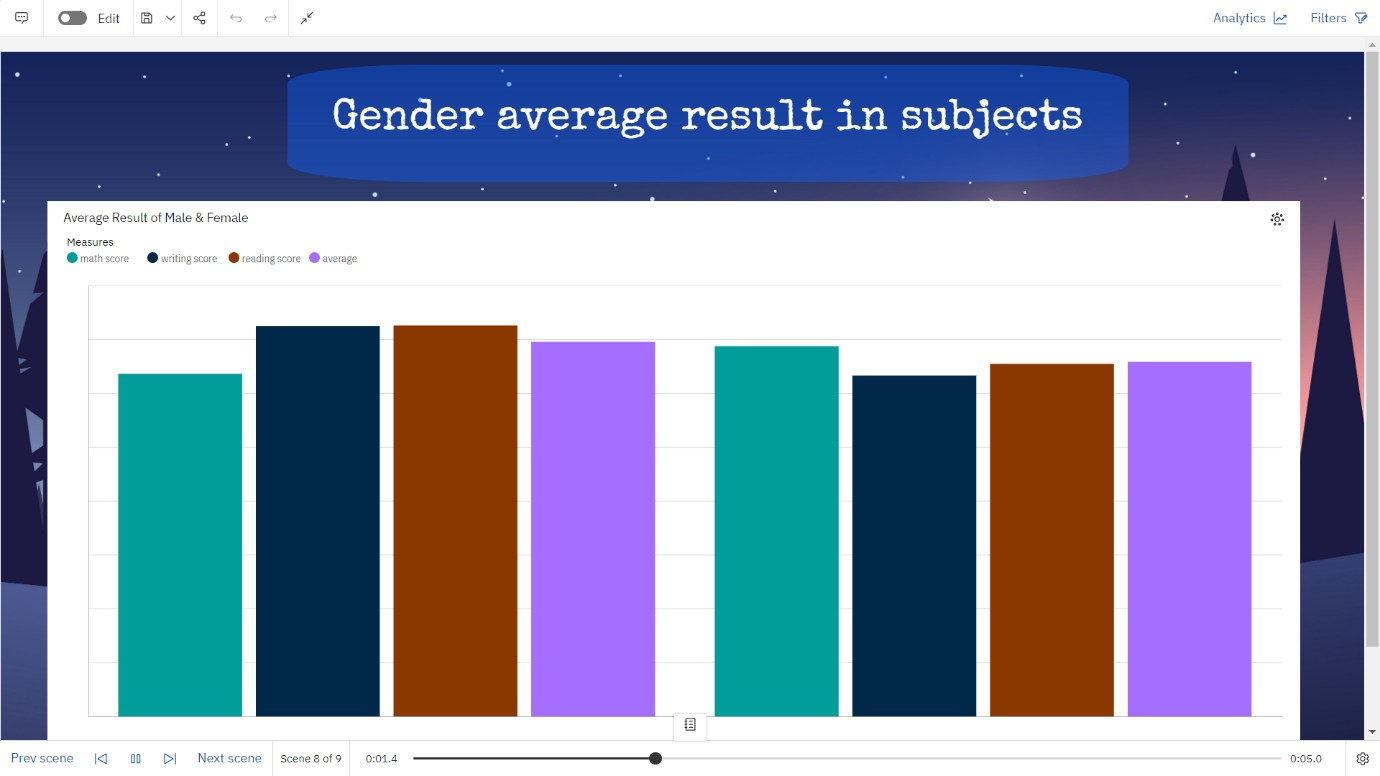 Edit
Analytics
Filters
Gender average result in subjects
Average Result of Male & Female
Measures
math score writing score reading score average
Prev scene
Next scene
Scene 8 of 9
0:01.4
0:05.0